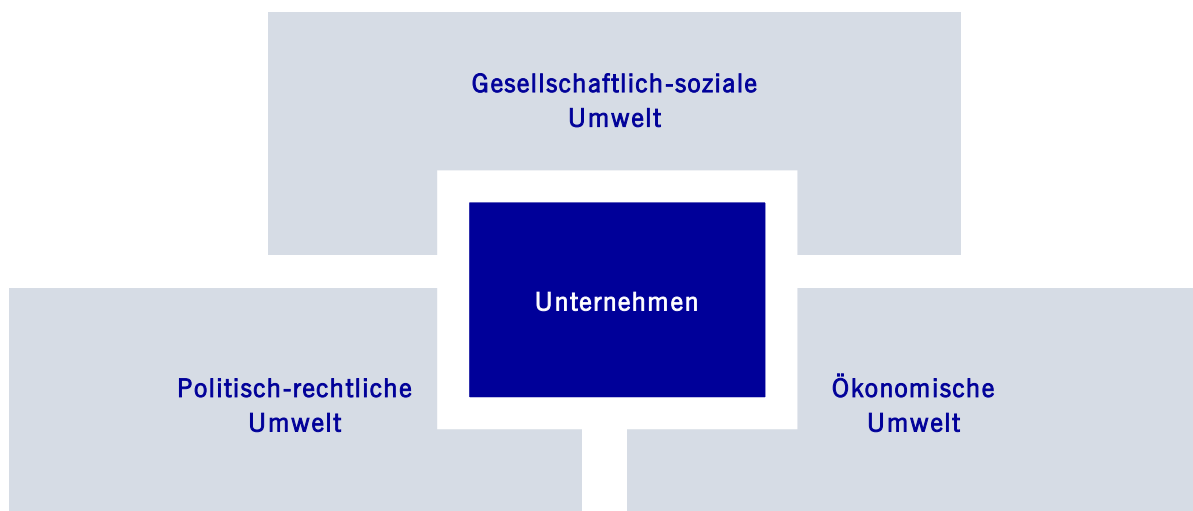 Gesellschaftlich-soziale
Umwelt
Unternehmen
Politisch-rechtliche
Umwelt
Ökonomische
Umwelt